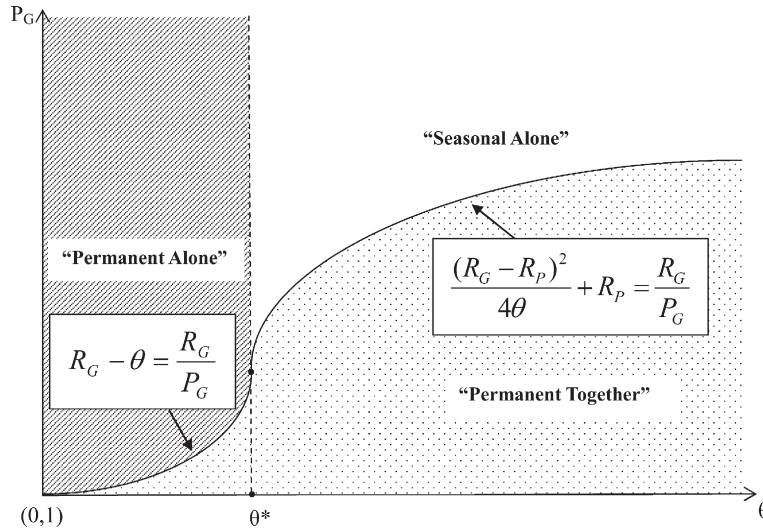 P_G
“Seasonal Alone”
“Permanent Alone”
(R_G − R_P)^2 / 4θ + R_P = R_G / P_G
R_G − θ = R_G / P_G
“Permanent Together”
(0,1)
θ*